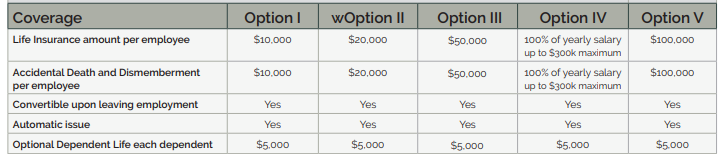 Coverage Option I wOption II Option III Option IV Option V
Life Insurance amount per employee $10,000 $20,000 $50,000 100% of yearly salary up to $300k maximum $100,000
Accidental Death and Dismemberment per employee $10,000 $20,000 $50,000 100% of yearly salary up to $300k maximum $100,000
Convertible upon leaving employment Yes Yes Yes Yes Yes
Automatic issue Yes Yes Yes Yes Yes
Optional Dependent Life each dependent $5,000 $5,000 $5,000 $5,000 $5,000